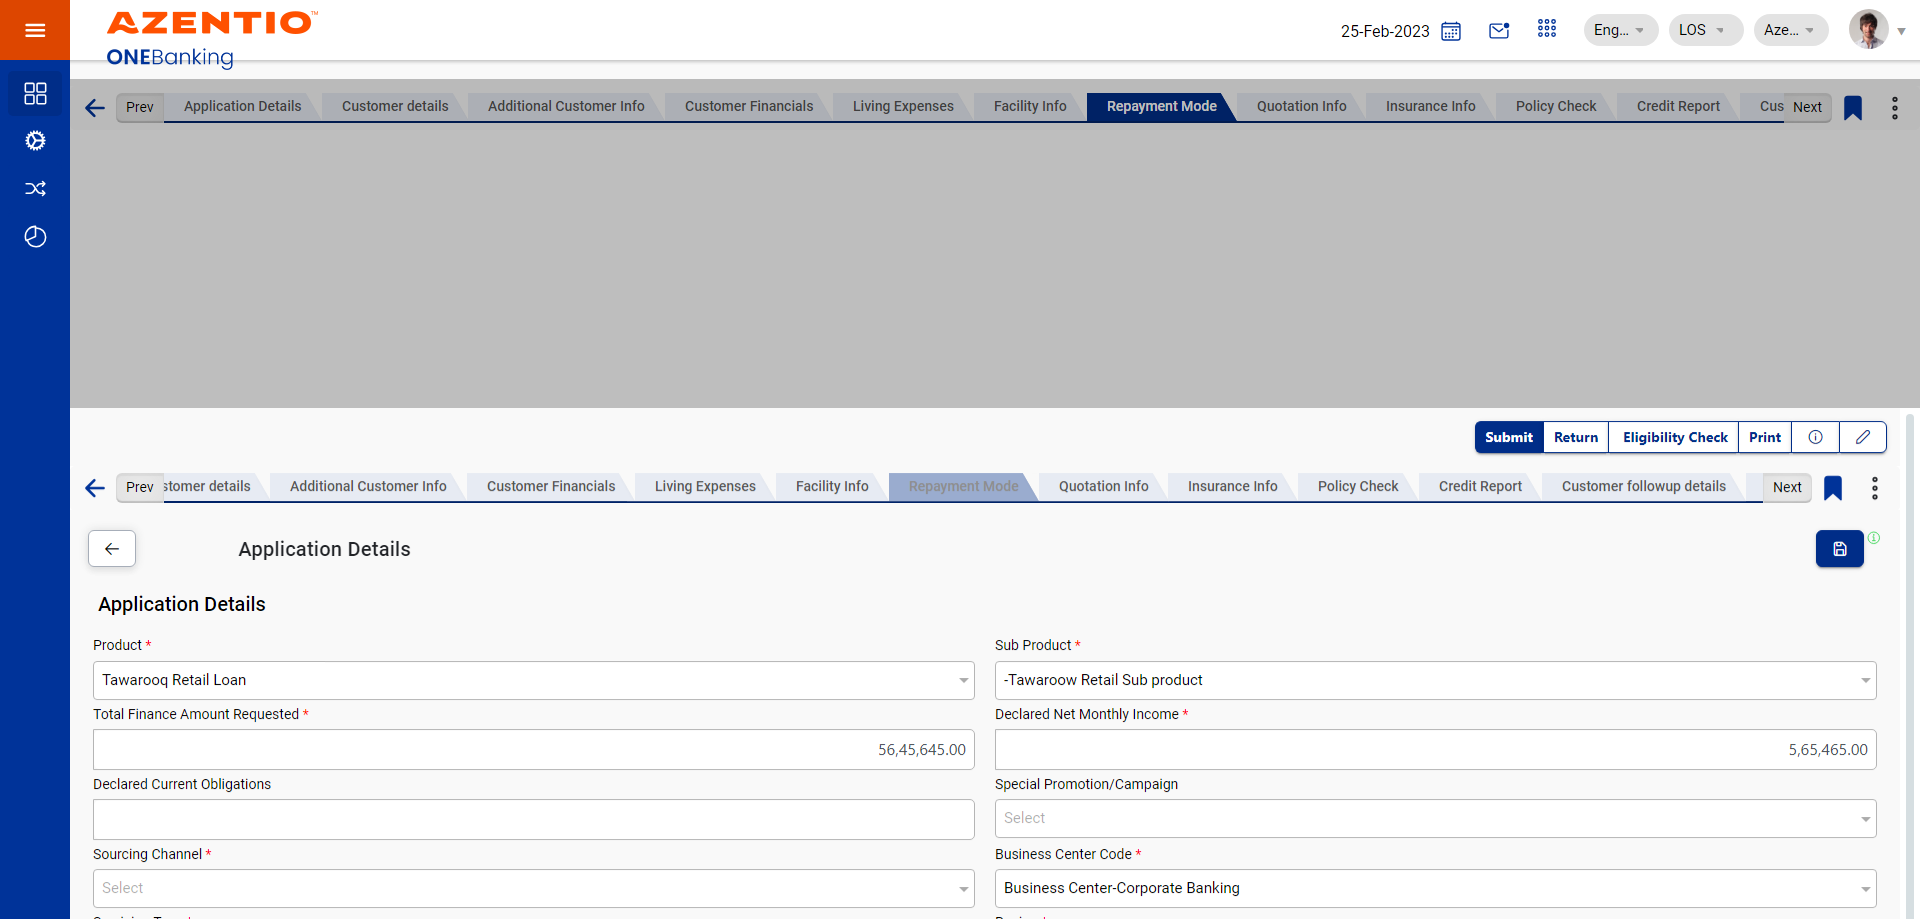 AZENTIO™
ONEBanking
25-Feb-2023
Eng...
LOS
Aze...
Prev
Application Details
Customer details
Additional Customer Info
Customer Financials
Living Expenses
Facility Info
Repayment Mode
Quotation Info
Insurance Info
Policy Check
Credit Report
Cus
Next
Submit
Return
Eligibility Check
Print
Prev
stomer details
Additional Customer Info
Customer Financials
Living Expenses
Facility Info
Repayment Mode
Quotation Info
Insurance Info
Policy Check
Credit Report
Customer followup details
Next
Application Details
Application Details
Product *
Sub Product *
Tawarooq Retail Loan
-Tawaroow Retail Sub product
Total Finance Amount Requested *
Declared Net Monthly Income *
56,45,645.00
5,65,465.00
Declared Current Obligations
Special Promotion/Campaign
Select
Sourcing Channel *
Business Center Code *
Select
Business Center-Corporate Banking